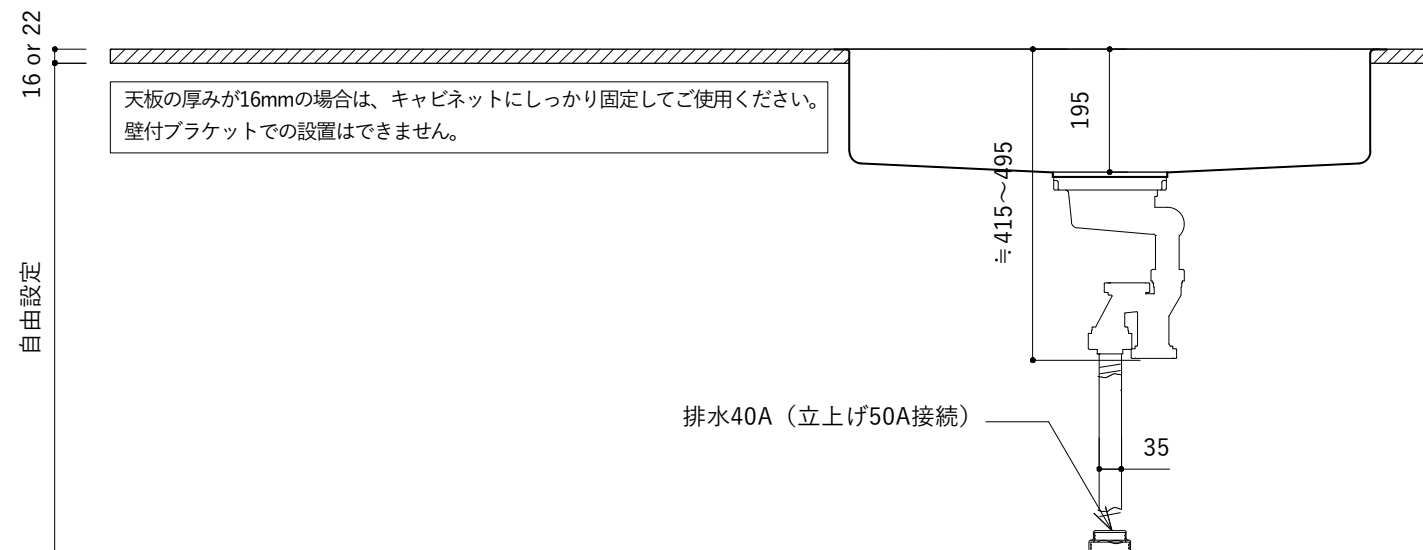 16 or 22
天板の厚みが16mmの場合は、キャビネットにしっかり固定してご使用ください。
壁付ブラケットでの設置はできません。
195
≒415～495
自由設定
排水40A（立上げ50A接続）
35